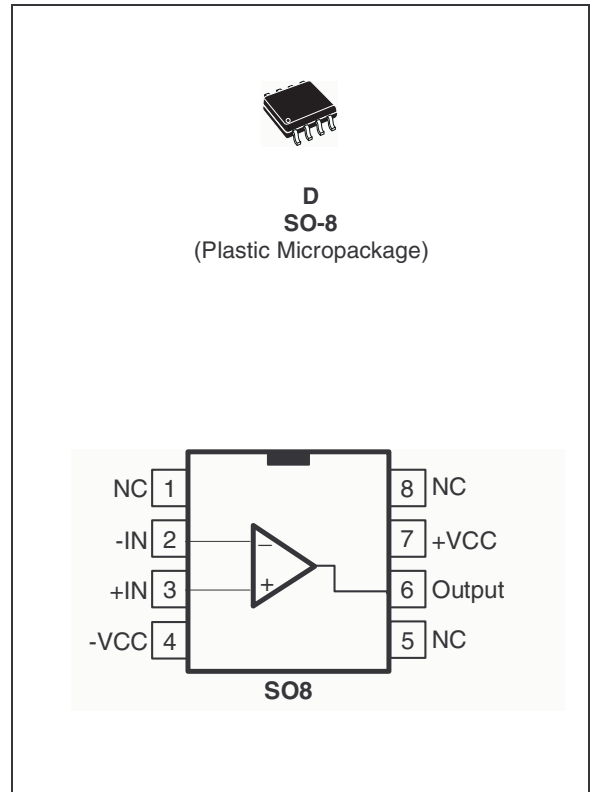 D
SO-8
(Plastic Micropackage)
NC 1 8 NC
-IN 2 – 7 +VCC
+IN 3 + 6 Output
-VCC 4 5 NC
SO8